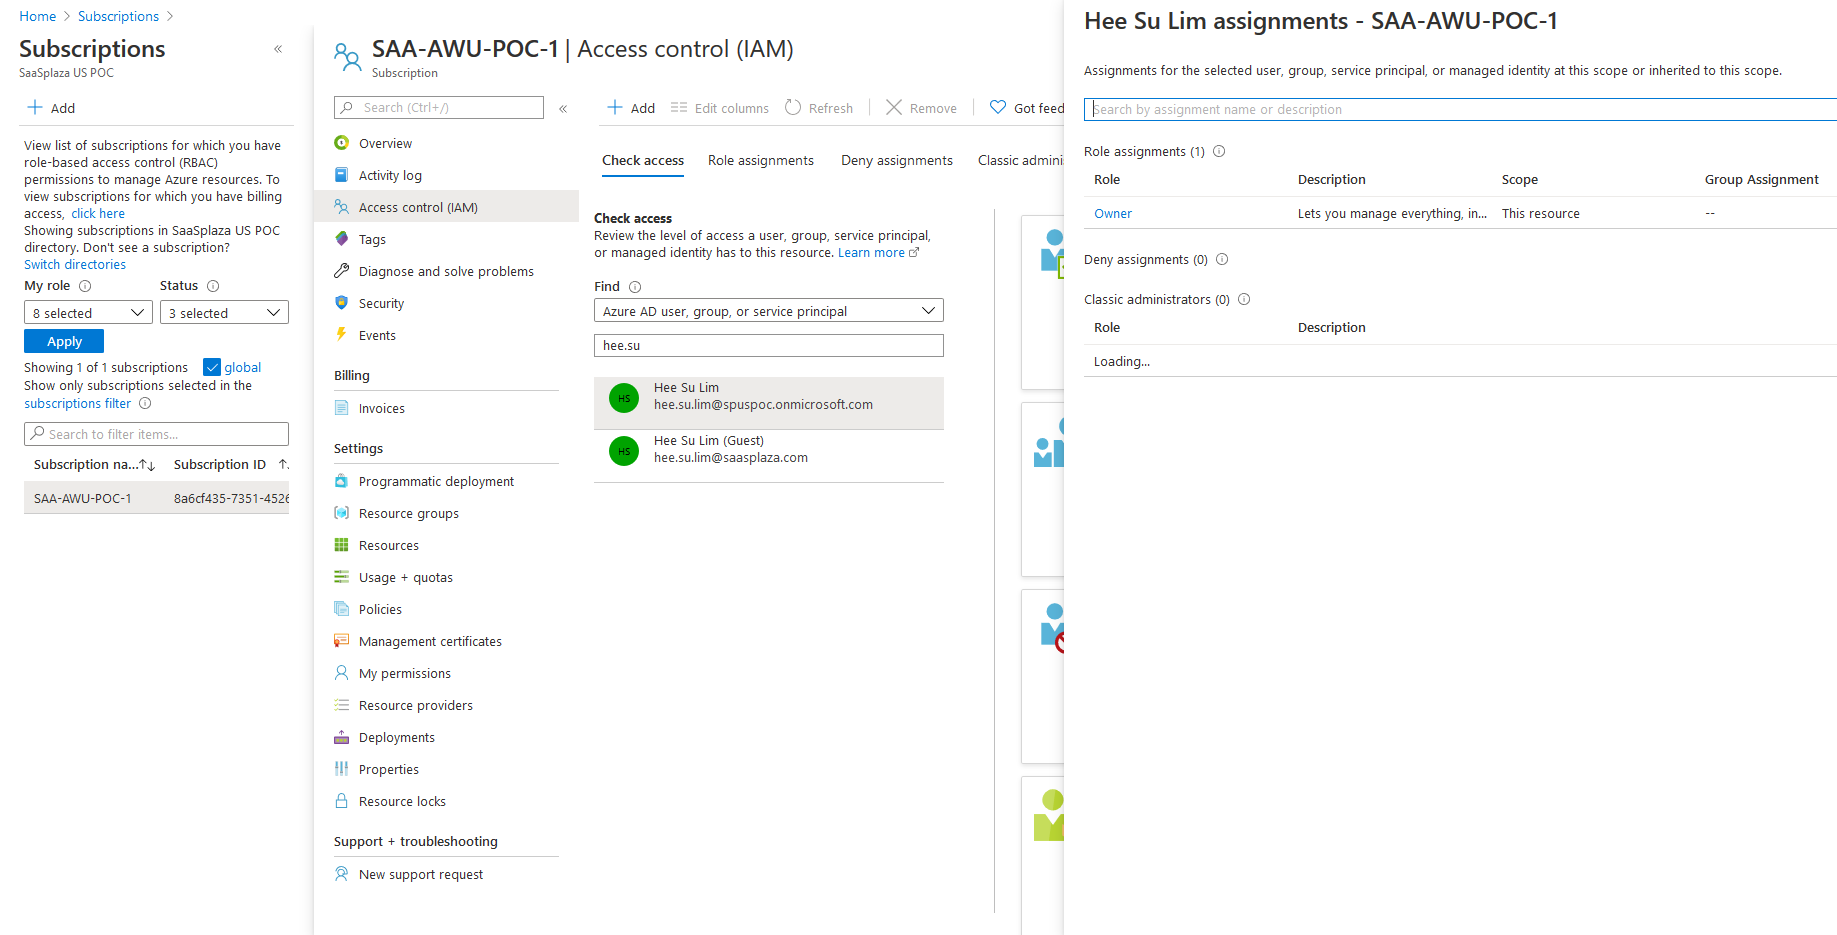 Home > Subscriptions >
Subscriptions «
SaaSplaza US POC
+ Add
View list of subscriptions for which you have
role-based access control (RBAC)
permissions to manage Azure resources. To
view subscriptions for which you have billing
access, click here
Showing subscriptions in SaaSplaza US POC
directory. Don't see a subscription?
Switch directories
My role Status
8 selected 3 selected
Apply
Showing 1 of 1 subscriptions global
Show only subscriptions selected in the
subscriptions filter
Search to filter items...
Subscription na...↑↓ Subscription ID ↑
SAA-AWU-POC-1 8a6cf435-7351-4526
SAA-AWU-POC-1 | Access control (IAM)
Subscription
Search (Ctrl+/) «
Overview
Activity log
Access control (IAM)
Tags
Diagnose and solve problems
Security
Events
Billing
Invoices
Settings
Programmatic deployment
Resource groups
Resources
Usage + quotas
Policies
Management certificates
My permissions
Resource providers
Deployments
Properties
Resource locks
Support + troubleshooting
New support request
+ Add Edit columns Refresh Remove Got feed
Check access Role assignments Deny assignments Classic admini
Check access
Review the level of access a user, group, service principal,
or managed identity has to this resource. Learn more
Find
Azure AD user, group, or service principal
hee.su
HS Hee Su Lim
hee.su.lim@spuspoc.onmicrosoft.com
HS Hee Su Lim (Guest)
hee.su.lim@saasplaza.com
Hee Su Lim assignments - SAA-AWU-POC-1
Assignments for the selected user, group, service principal, or managed identity at this scope or inherited to this scope.
Search by assignment name or description
Role assignments (1)
Role Description Scope Group Assignment
Owner Lets you manage everything, in... This resource --
Deny assignments (0)
Classic administrators (0)
Role Description
Loading...